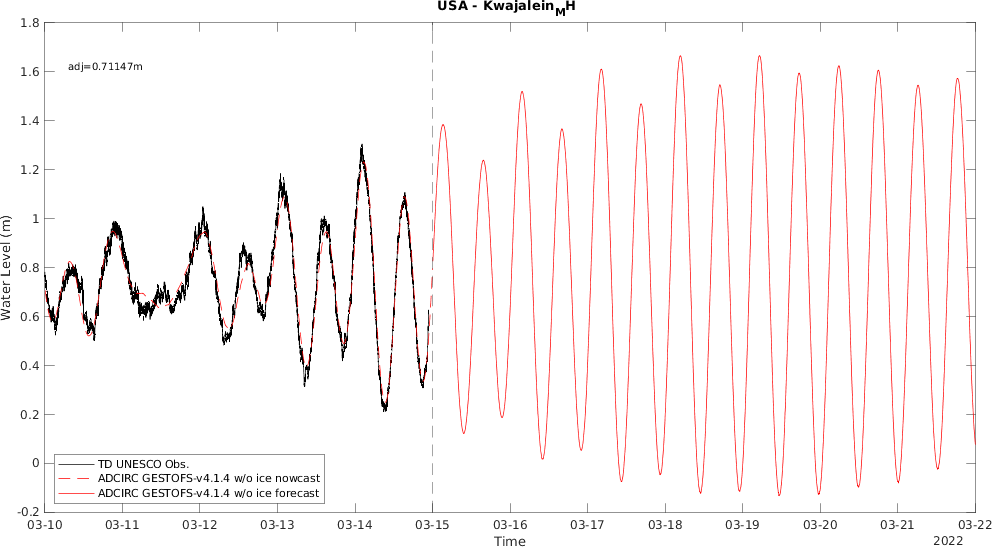 USA - Kwajalein_MH
1.8
1.6
1.4
1.2
1
0.8
0.6
0.4
0.2
0
-0.2
Water Level (m)
adj=0.71147m
TD UNESCO Obs.
ADCIRC GESTOFS-v4.1.4 w/o ice nowcast
ADCIRC GESTOFS-v4.1.4 w/o ice forecast
03-10 03-11 03-12 03-13 03-14 03-15 03-16 03-17 03-18 03-19 03-20 03-21 03-22
Time
2022